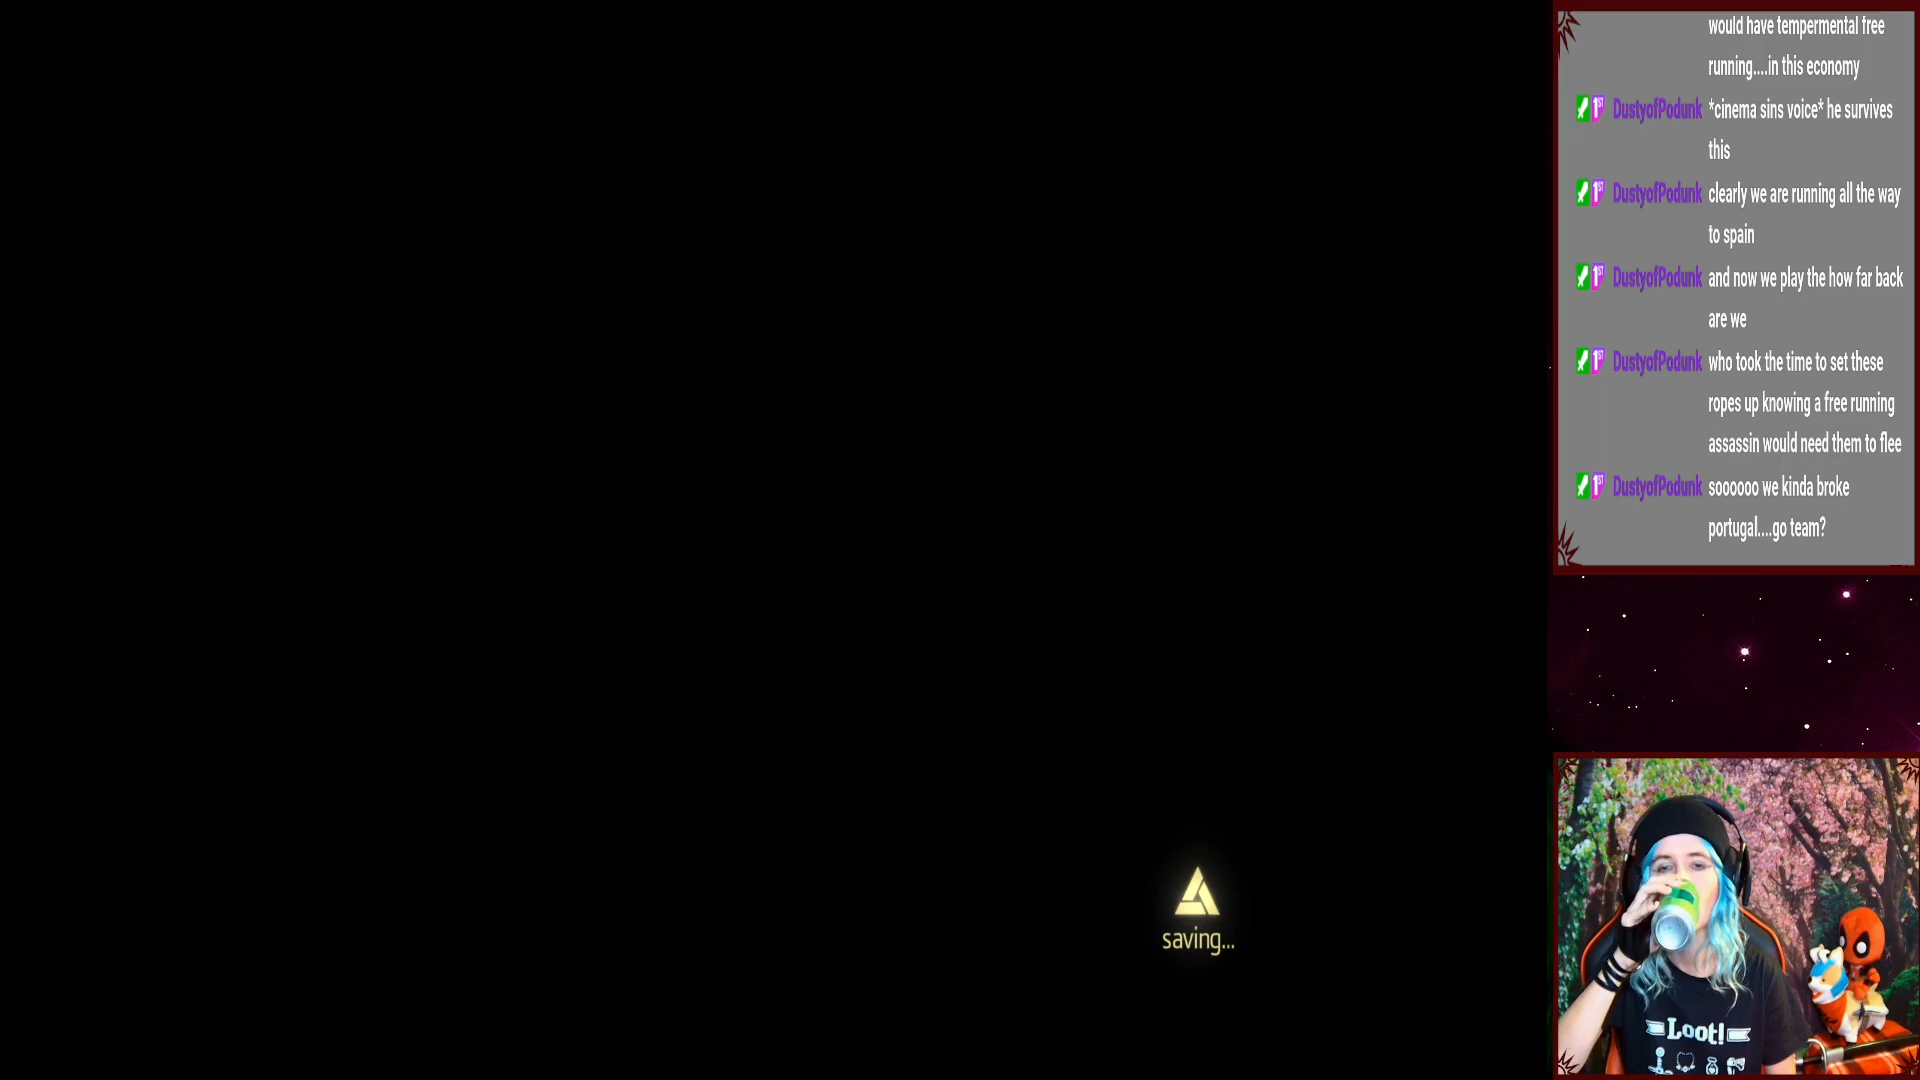 would have tempermental free
running....in this economy
DustyofPodunk *cinema sins voice* he survives
this
DustyofPodunk clearly we are running all the way
to spain
DustyofPodunk and now we play the how far back
are we
DustyofPodunk who took the time to set these
ropes up knowing a free running
assassin would need them to flee
DustyofPodunk soooooo we kinda broke
portugal....go team?
saving...
Loot!